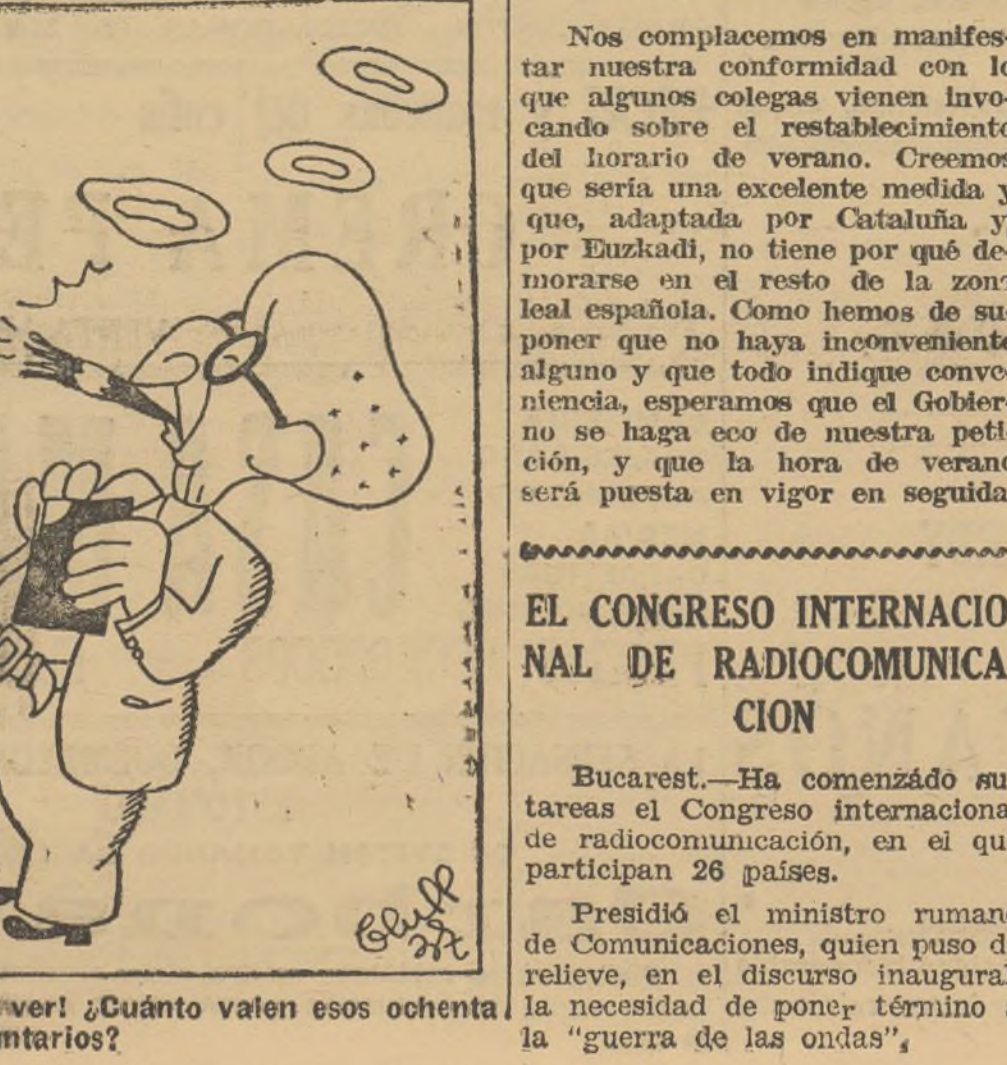 Bluff
37
ver! ¿Cuánto valen esos ochenta
ntarios?
Nos complacemos en manifes-
tar nuestra conformidad con lo
que algunos colegas vienen invo-
cando sobre el restablecimiento
del horario de verano. Creemos
que sería una excelente medida y
que, adaptada por Cataluña y
por Euzkadi, no tiene por qué de-
morarse en el resto de la zona
leal española. Como hemos de su-
poner que no haya inconveniente
alguno y que todo indique conve-
niencia, esperamos que el Gobier-
no se haga eco de nuestra peti-
ción, y que la hora de verano
será puesta en vigor en seguida
EL CONGRESO INTERNACIO
NAL DE RADIOCOMUNICA
CION
Bucarest.—Ha comenzado su
tareas el Congreso internaciona
de radiocomunicación, en el qu
participan 26 países.
Presidió el ministro ruman
de Comunicaciones, quien puso d
relieve, en el discurso inaugural
la necesidad de poner término
la "guerra de las ondas".